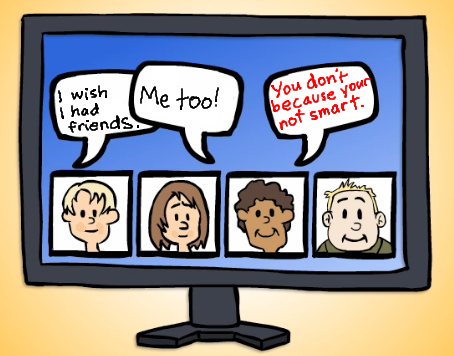 I wish
I had
friends.
Me too!
You don't
because your
not smart.